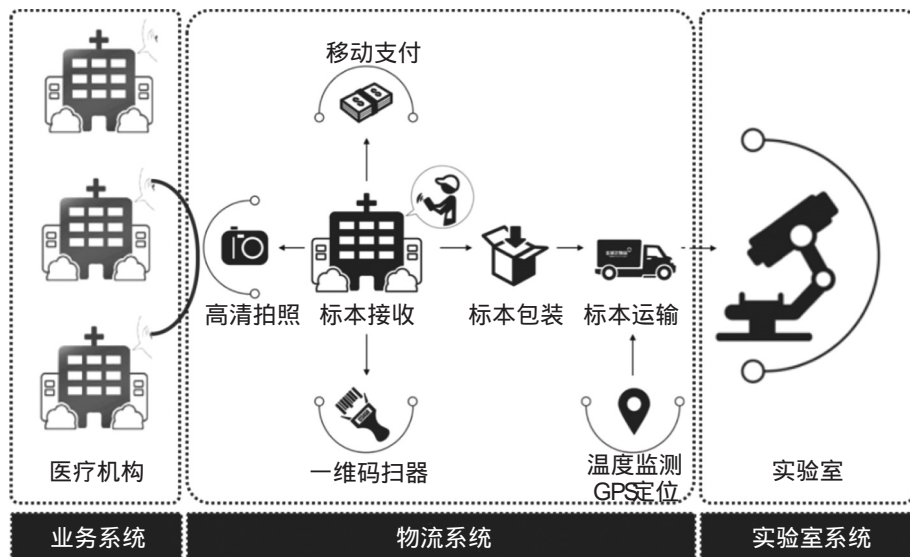 移动支付
高清拍照
标本接收
标本包装
标本运输
医疗机构
一维码扫器
温度监测
GPS定位
实验室
业务系统
物流系统
实验室系统